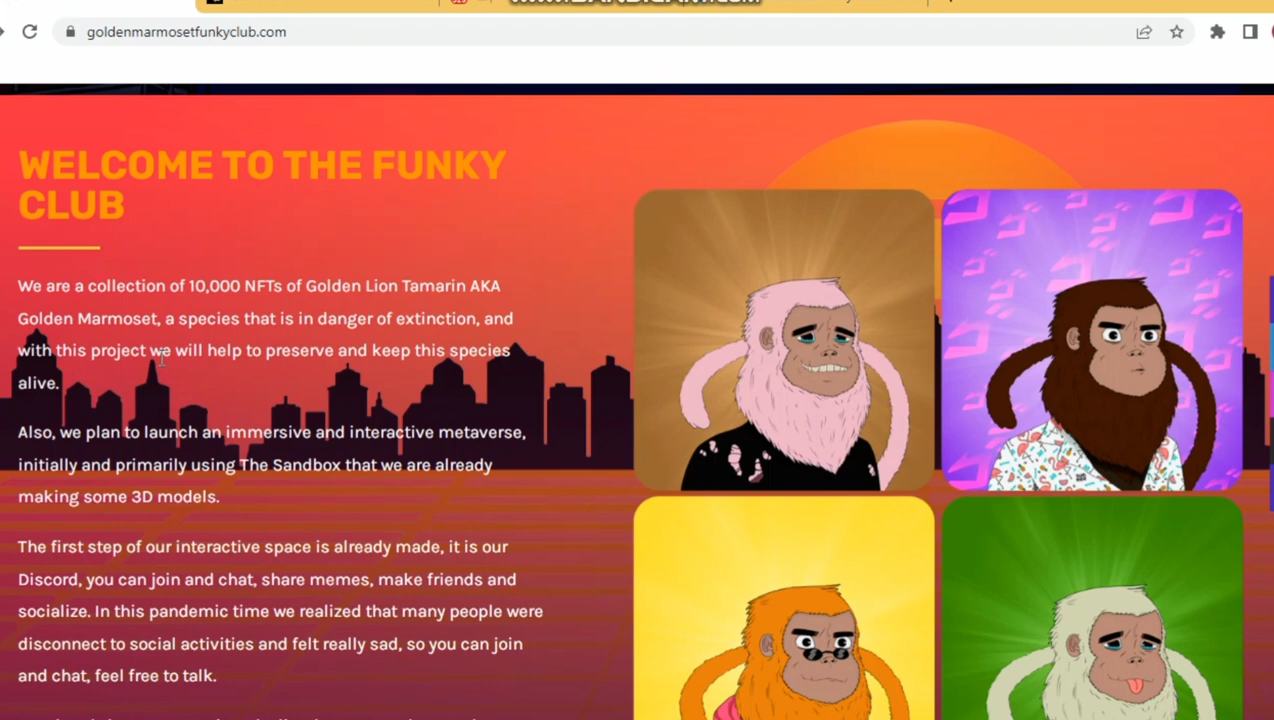 goldenmarmosetfunkyclub.com
WELCOME TO THE FUNKY
CLUB
We are a collection of 10,000 NFTs of Golden Lion Tamarin AKA
Golden Marmoset, a species that is in danger of extinction, and
with this project we will help to preserve and keep this species
alive.
Also, we plan to launch an immersive and interactive metaverse,
initially and primarily using The Sandbox that we are already
making some 3D models.
The first step of our interactive space is already made, it is our
Discord, you can join and chat, share memes, make friends and
socialize. In this pandemic time we realized that many people were
disconnect to social activities and felt really sad, so you can join
and chat, feel free to talk.